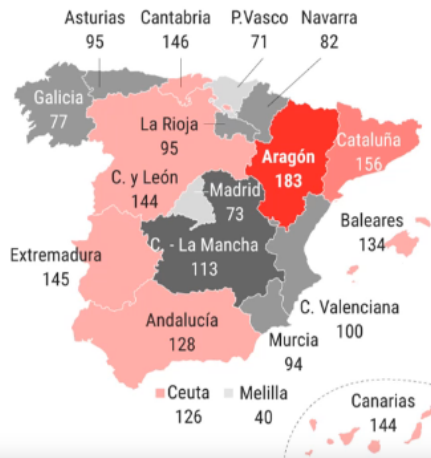 Asturias Cantabria P.Vasco Navarra
95 146 71 82
Galicia
77
La Rioja
95
Aragón
183
Cataluña
156
C. y León
144
Madrid
73
Baleares
134
Extremadura
145
C. - La Mancha
113
C. Valenciana
100
Andalucía
128
Murcia
94
Ceuta Melilla
126 40
Canarias
144